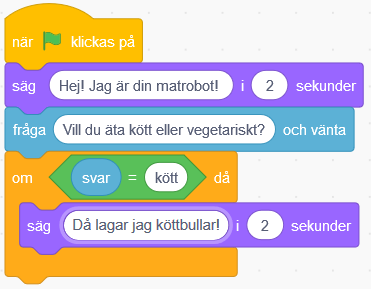 när klickas på
säg Hej! Jag är din matrobot! i 2 sekunder
fråga Vill du äta kött eller vegetariskt? och vänta
om svar = kött då
säg Då lagar jag köttbullar! i 2 sekunder